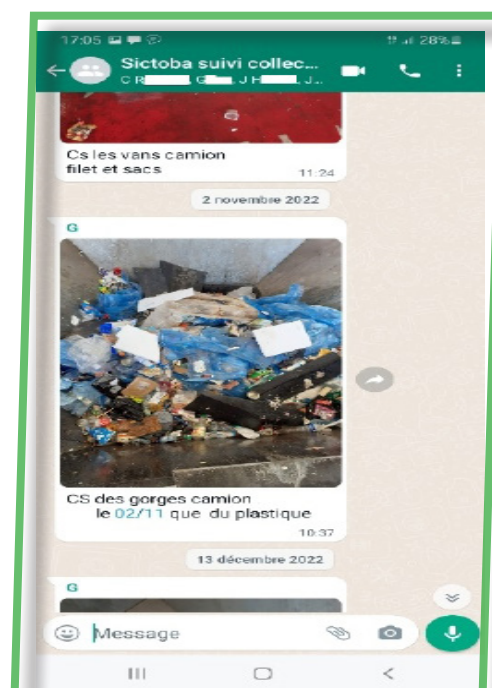 17:05
28%
Sictoba suivi collec...
Cs les vans camion
filet et sacs
11:24
2 novembre 2022
G
CS des gorges camion
le 02/11 que du plastique
10:37
13 décembre 2022
G
Message